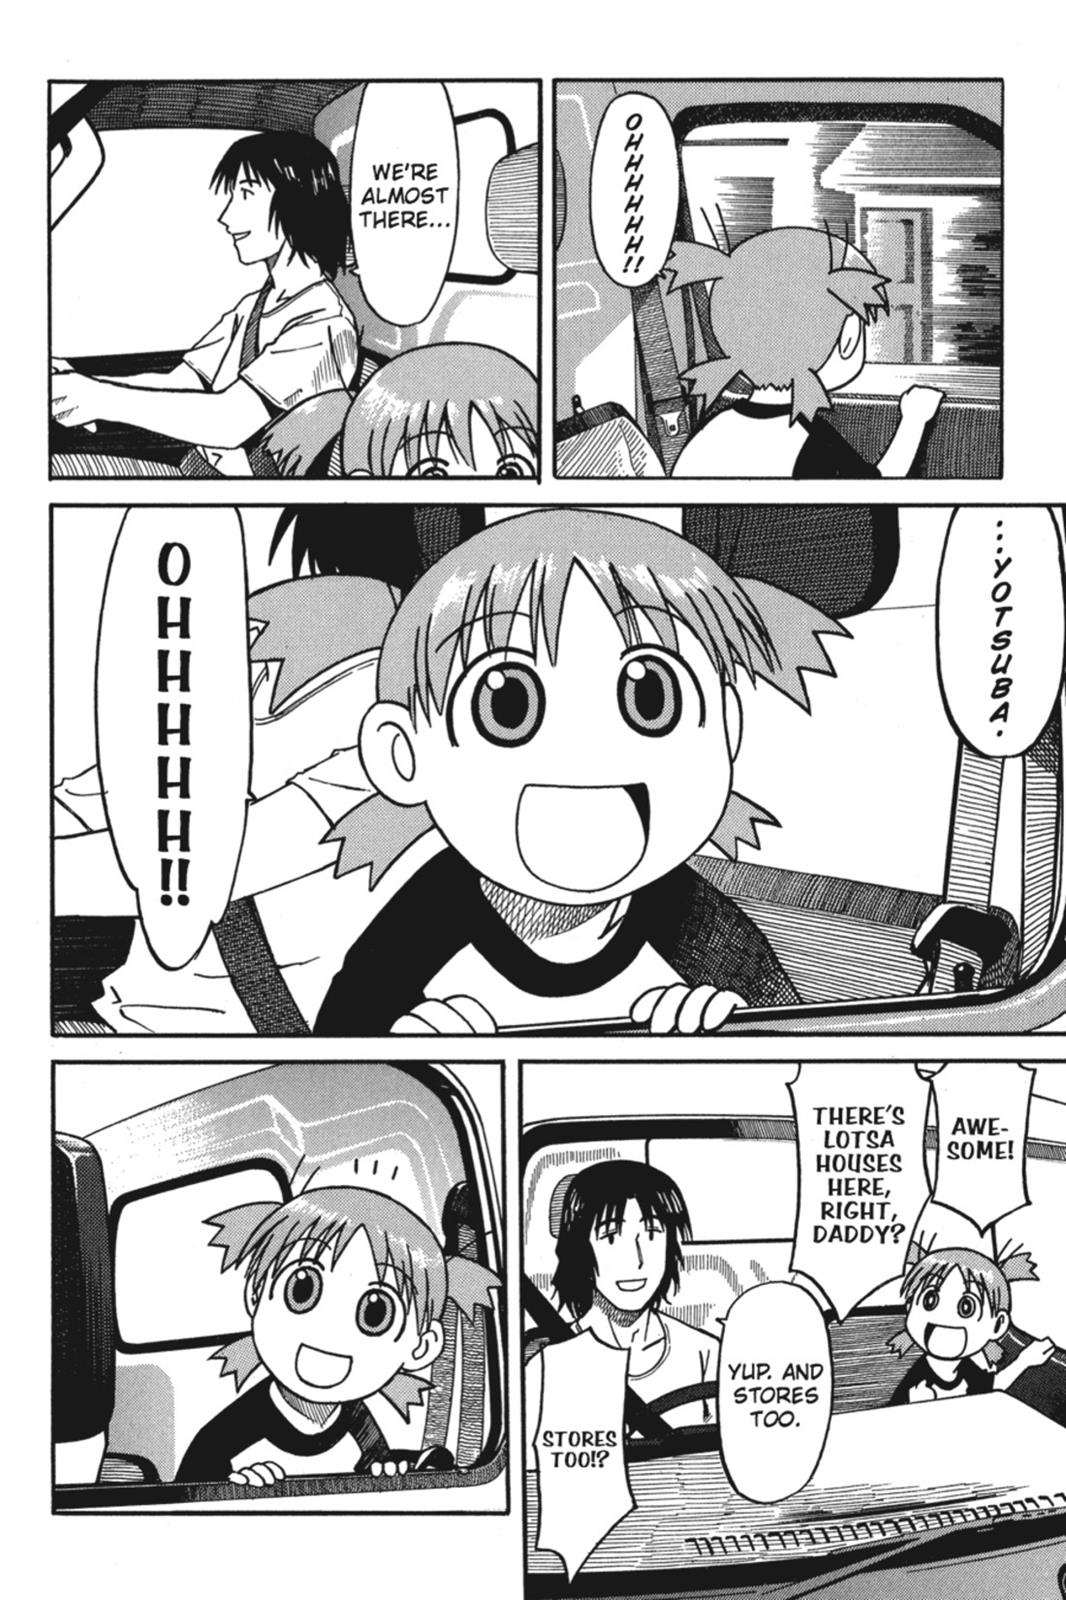 OHHHHHH!!
WE'RE
ALMOST
THERE...
...YOTSUBA.
OHHHHH!!
AWE-
SOME!
THERE'S
LOTSA
HOUSES
HERE,
RIGHT,
DADDY?
YUP. AND
STORES
TOO.
STORES
TOO!?